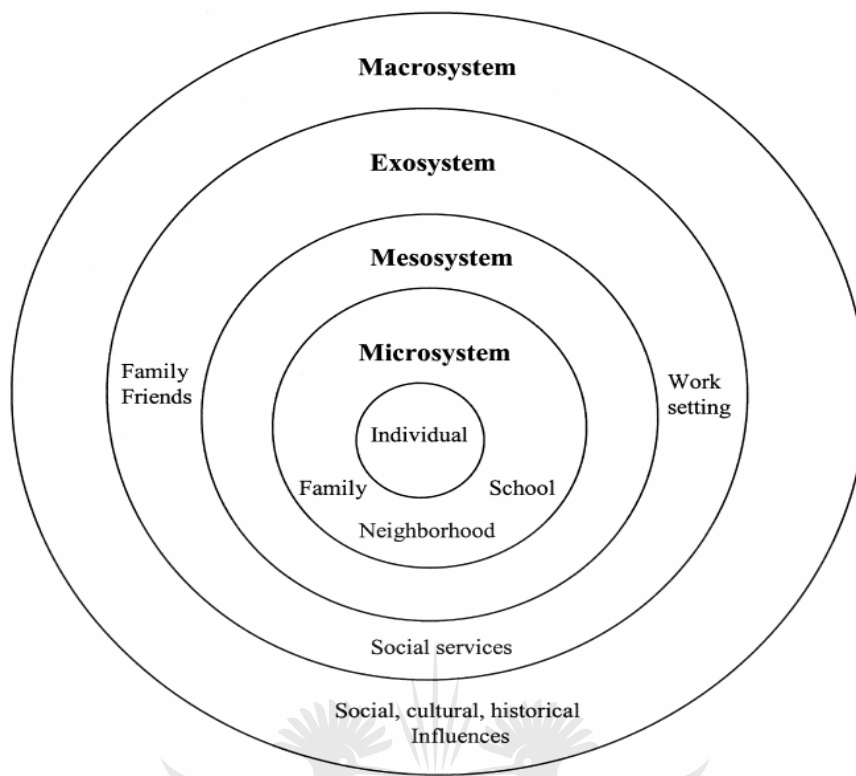 Macrosystem
Exosystem
Mesosystem
Microsystem
Family
Friends
Work
setting
Individual
Family
School
Neighborhood
Social services
Social, cultural, historical
Influences